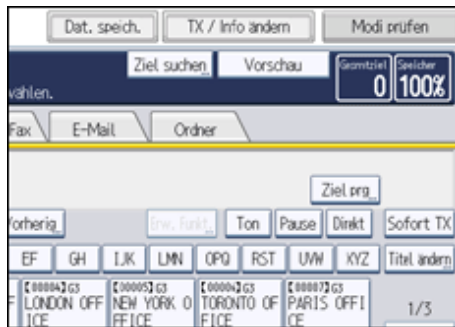 Dat. speich. TX / Info ändern Modi prüfen
Ziel suchen Vorschau Gesamtziel Speicher
wählen. 0 100%
Fax E-Mail Ordner
Ziel prg.
Vorherig. Erw. Funkt. Ton Pause Direkt Sofort TX
EF GH IJK LMN OPQ RST UVW XYZ Titel ändern
[00004]G3 [00005]G3 [00004]G3 [00007]G3
F LONDON OFF NEW YORK O TORONTO OF PARIS OFFI 1/3
ICE FFICE FICE CE